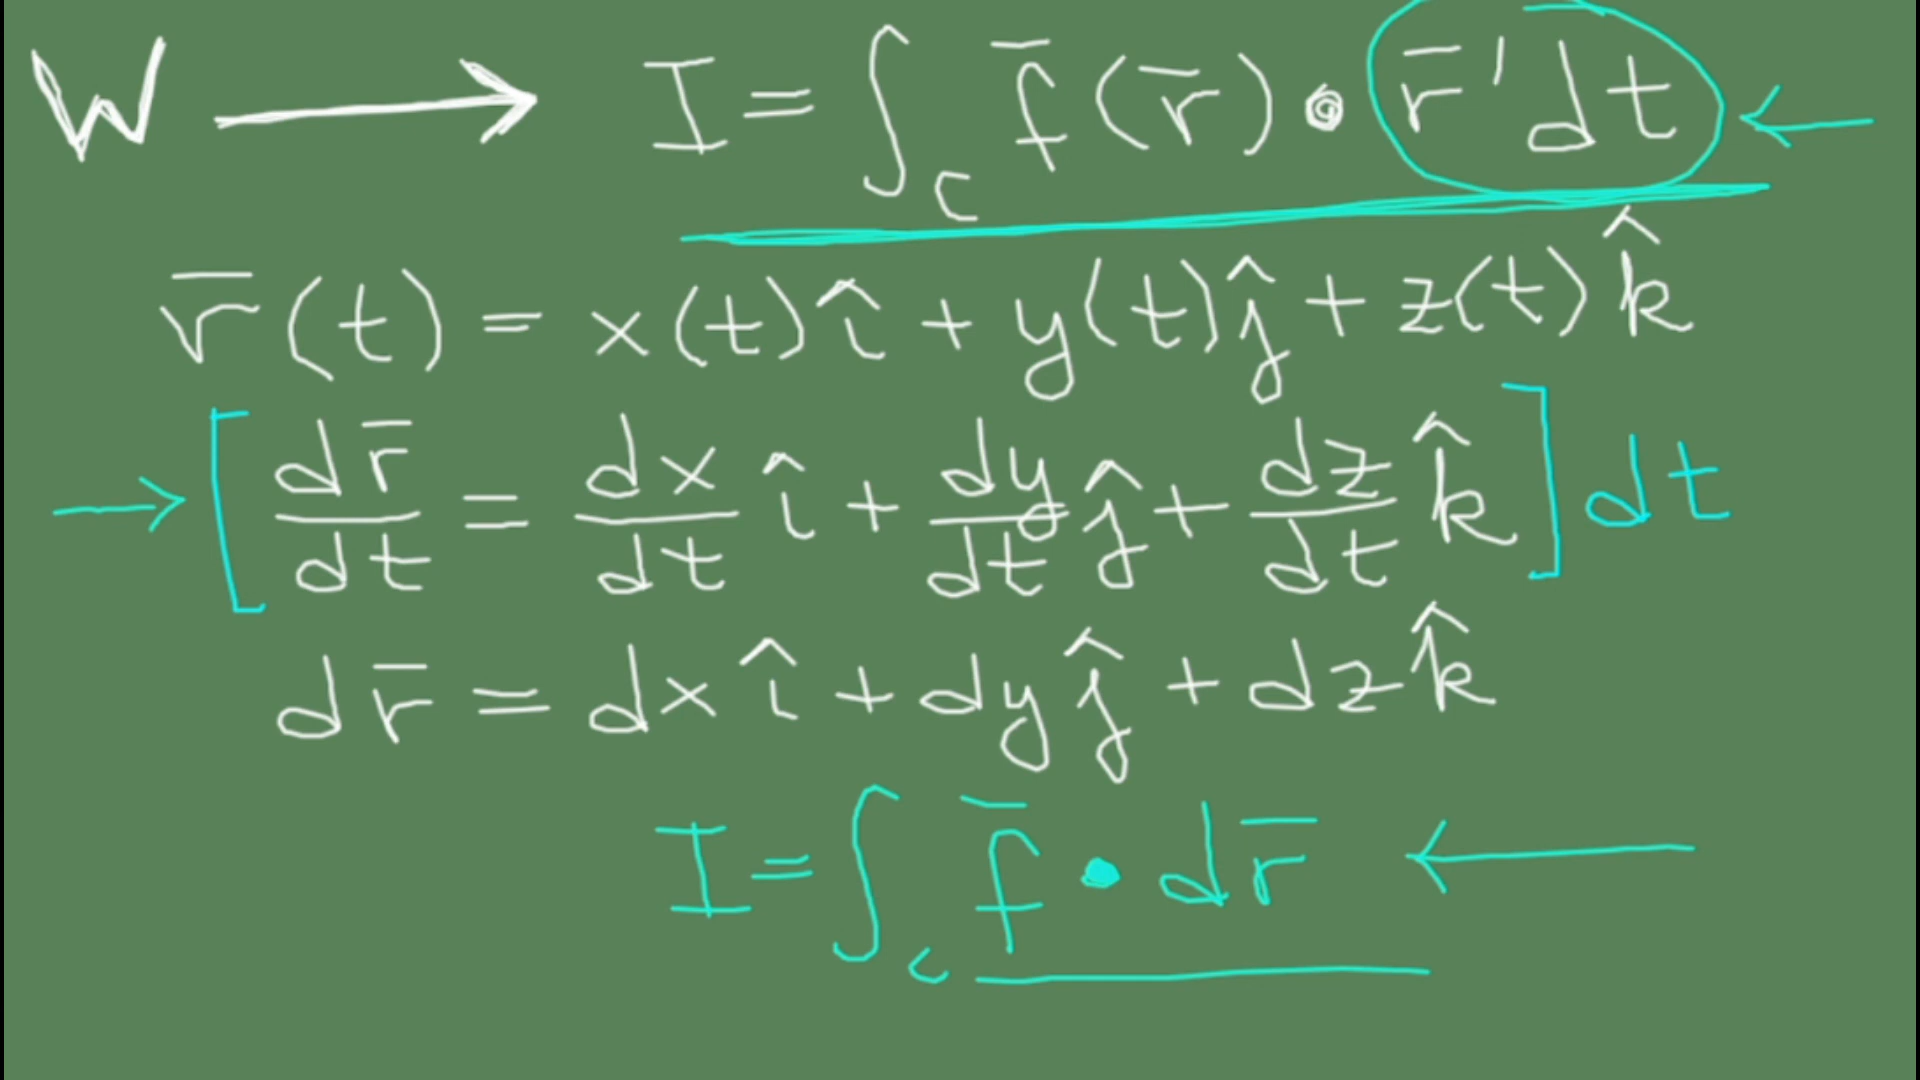 W → I = ∫_C f̄(r̄) • r̄'dt ←
r̄(t) = x(t)î + y(t)ĵ + z(t)k̂
→ [dr̄/dt = dx/dt î + dy/dt ĵ + dz/dt k̂] dt
dr̄ = dx î + dy ĵ + dz k̂
I = ∫_C f̄ • dr̄ ←